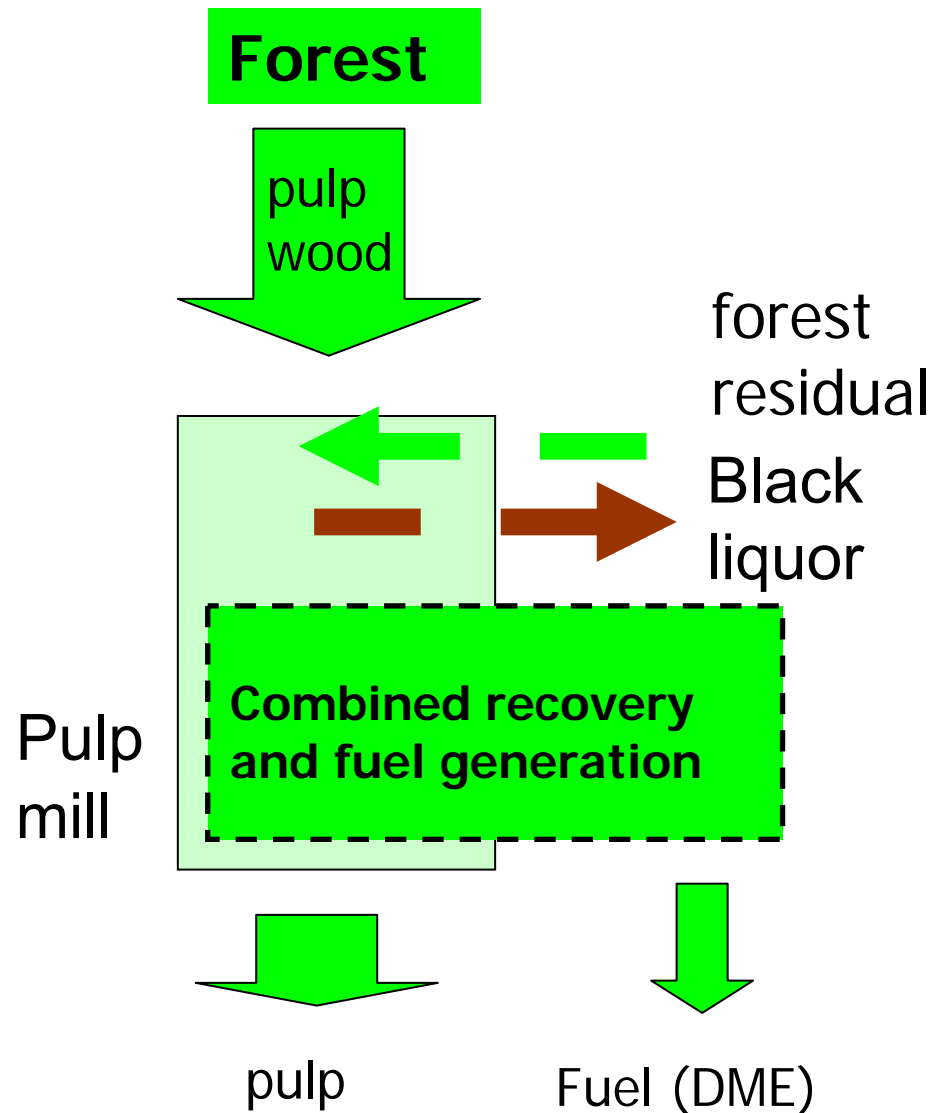 Forest
pulp
wood
forest
residual
Black
liquor
Combined recovery
and fuel generation
Pulp
mill
pulp
Fuel (DME)